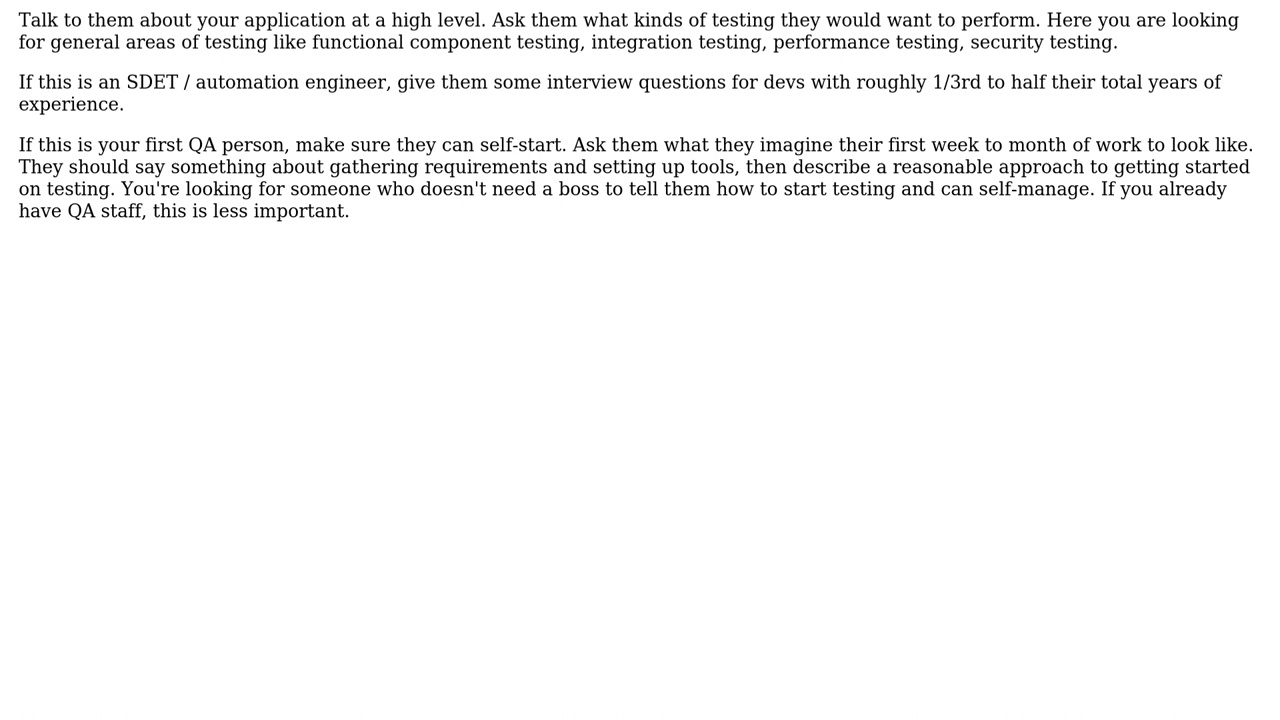 Talk to them about your application at a high level. Ask them what kinds of testing they would want to perform. Here you are looking
for general areas of testing like functional component testing, integration testing, performance testing, security testing.
If this is an SDET / automation engineer, give them some interview questions for devs with roughly 1/3rd to half their total years of
experience.
If this is your first QA person, make sure they can self-start. Ask them what they imagine their first week to month of work to look like.
They should say something about gathering requirements and setting up tools, then describe a reasonable approach to getting started
on testing. You're looking for someone who doesn't need a boss to tell them how to start testing and can self-manage. If you already
have QA staff, this is less important.